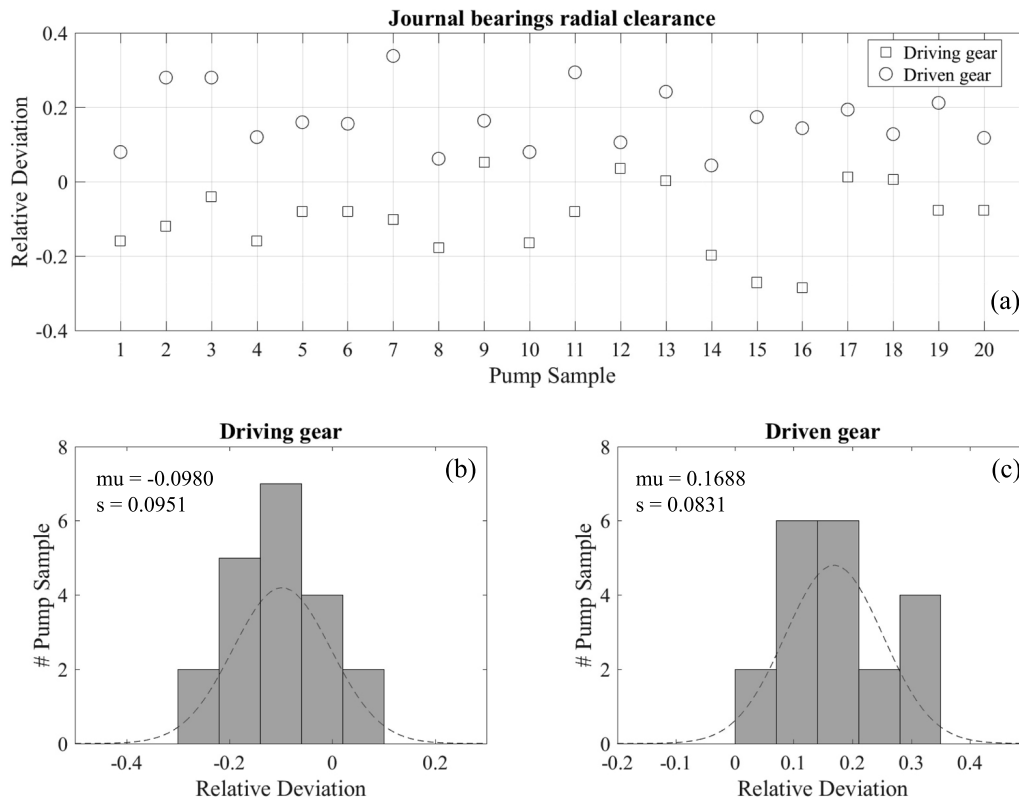 Journal bearings radial clearance
0.4
0.2
0
-0.2
-0.4
Relative Deviation
Driving gear
Driven gear
(a)
1 2 3 4 5 6 7 8 9 10 11 12 13 14 15 16 17 18 19 20
Pump Sample
Driving gear
8
6
4
2
0
# Pump Sample
mu = -0.0980
s = 0.0951
(b)
-0.4 -0.2 0 0.2
Relative Deviation
Driven gear
8
6
4
2
0
# Pump Sample
mu = 0.1688
s = 0.0831
(c)
-0.2 -0.1 0 0.1 0.2 0.3 0.4
Relative Deviation